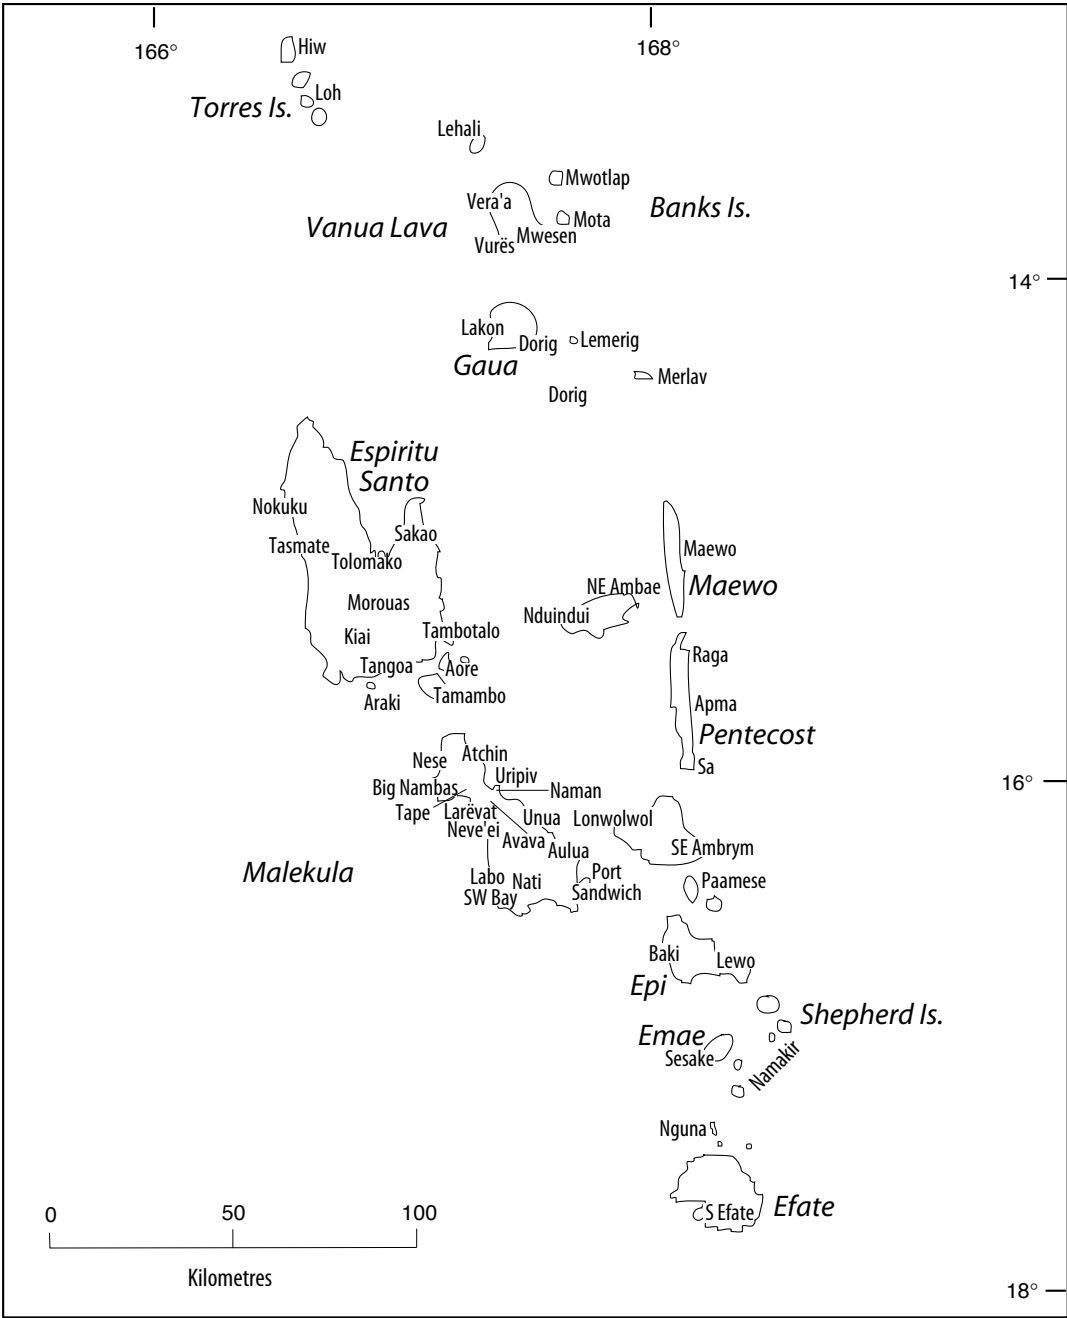 166°
168°
Hiw
Loh
Torres Is.
Lehali
Mwotlap
Vera'a
Banks Is.
Mota
Vanua Lava
Mwesen
Vurës
14°
Lakon
Dorig
Lemerig
Gaua
Merlav
Dorig
Espiritu
Santo
Nokuku
Sakao
Tasmate
Tolomako
Maewo
Maewo
NE Ambae
Morouas
Nduindui
Kiai
Tambotalo
Raga
Tangoa
Aore
Araki
Tamambo
Apma
Pentecost
Nese
Atchin
Sa
Uripiv
16°
Big Nambas
Naman
Tape
Larëvat
Unua
Lonwolwol
Neve'ei
Avava
Aulua
SE Ambrym
Malekula
Labo
Nati
Port
Sandwich
SW Bay
Paamese
Baki
Lewo
Epi
Shepherd Is.
Emae
Sesake
Namakir
Nguna
Efate
S Efate
0
50
100
Kilometres
18°